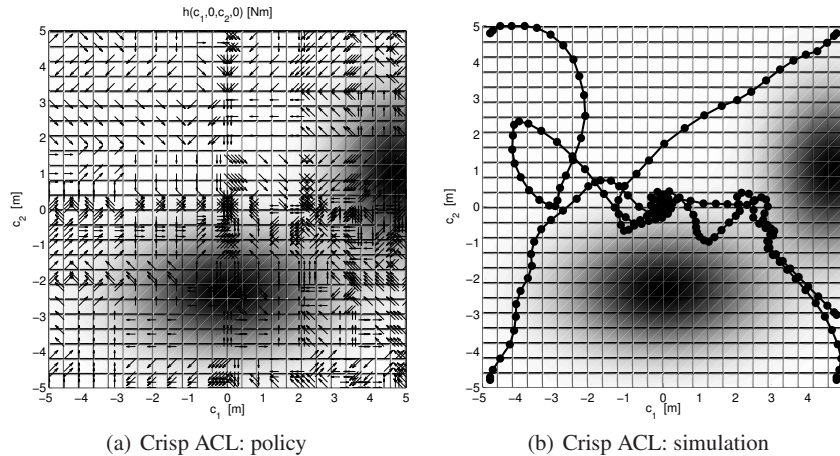 h(c₁,0,c₂,0) [Nm]
5
4
3
2
1
0
−1
−2
−3
−4
5
c₂ [m]
−5 −4 −3 −2 −1 0 1 2 3 4 5
c₁ [m]
(a) Crisp ACL: policy
5
4
3
2
1
0
−1
−2
−3
−4
5
c₂ [m]
−5 −4 −3 −2 −1 0 1 2 3 4 5
c₁ [m]
(b) Crisp ACL: simulation